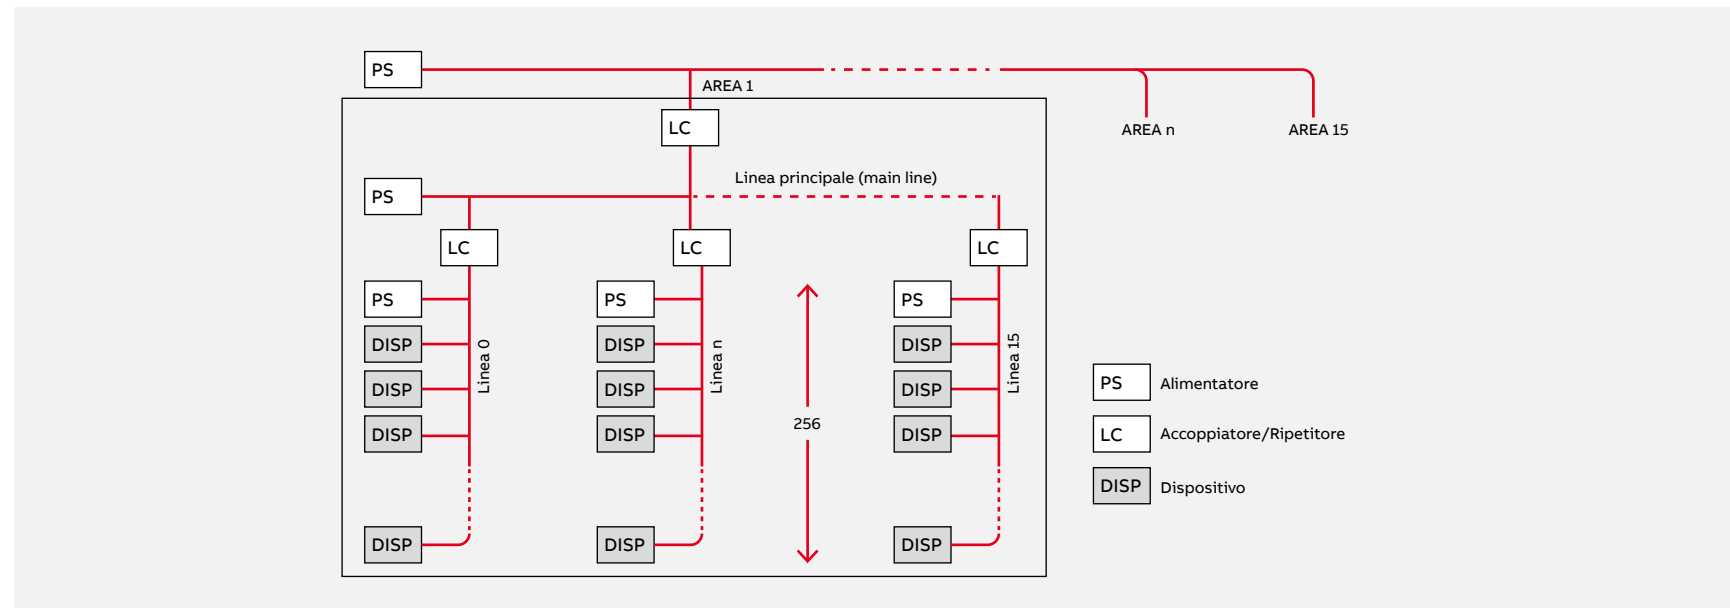 PS
AREA 1
LC
AREA n
AREA 15
Linea principale (main line)
PS
LC
LC
LC
PS
PS
PS
DISP
DISP
DISP
Linea 0
Linea n
Linea 15
DISP
DISP
DISP
DISP
DISP
DISP
256
DISP
DISP
DISP
PS Alimentatore
LC Accoppiatore/Ripetitore
DISP Dispositivo